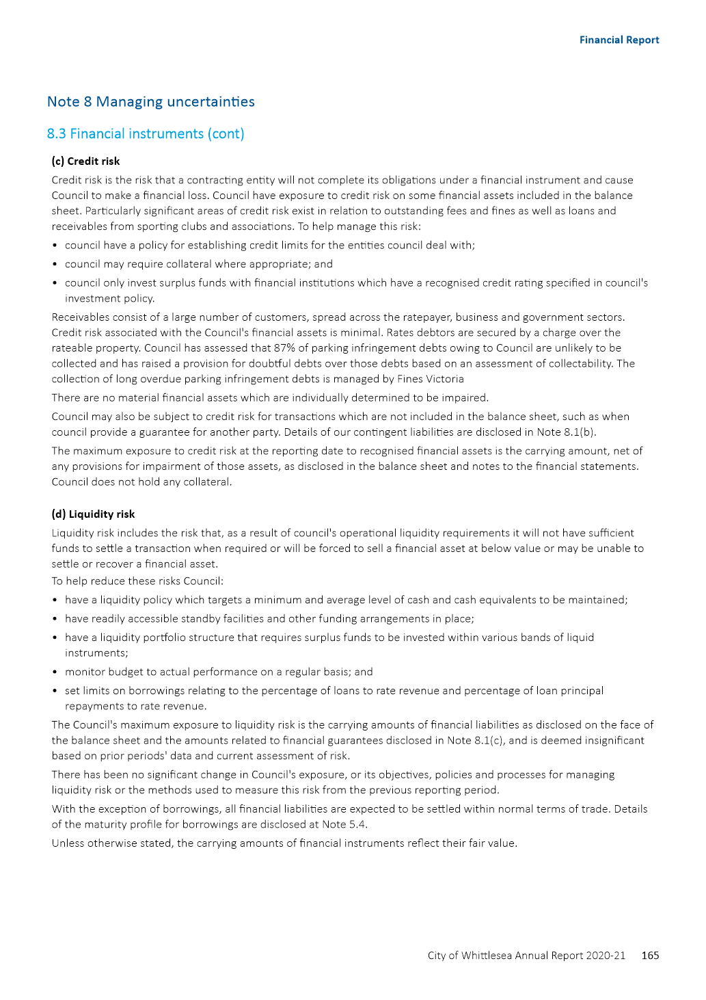 Financial Report
Note 8 Managing uncertainties
8.3 Financial instruments (cont)
(c) Credit risk
Credit risk is the risk that a contracting entity will not complete its obligations under a financial instrument and cause
Council to make a financial loss. Council have exposure to credit risk on some financial assets included in the balance
sheet. Particularly significant areas of credit risk exist in relation to outstanding fees and fines as well as loans and
receivables from sporting clubs and associations. To help manage this risk:
• council have a policy for establishing credit limits for the entities council deal with;
• council may require collateral where appropriate; and
• council only invest surplus funds with financial institutions which have a recognised credit rating specified in council's
investment policy.
Receivables consist of a large number of customers, spread across the ratepayer, business and government sectors.
Credit risk associated with the Council's financial assets is minimal. Rates debtors are secured by a charge over the
rateable property. Council has assessed that 87% of parking infringement debts owing to Council are unlikely to be
collected and has raised a provision for doubtful debts over those debts based on an assessment of collectability. The
collection of long overdue parking infringement debts is managed by Fines Victoria
There are no material financial assets which are individually determined to be impaired.
Council may also be subject to credit risk for transactions which are not included in the balance sheet, such as when
council provide a guarantee for another party. Details of our contingent liabilities are disclosed in Note 8.1(b).
The maximum exposure to credit risk at the reporting date to recognised financial assets is the carrying amount, net of
any provisions for impairment of those assets, as disclosed in the balance sheet and notes to the financial statements.
Council does not hold any collateral.
(d) Liquidity risk
Liquidity risk includes the risk that, as a result of council's operational liquidity requirements it will not have sufficient
funds to settle a transaction when required or will be forced to sell a financial asset at below value or may be unable to
settle or recover a financial asset.
To help reduce these risks Council:
• have a liquidity policy which targets a minimum and average level of cash and cash equivalents to be maintained;
• have readily accessible standby facilities and other funding arrangements in place;
• have a liquidity portfolio structure that requires surplus funds to be invested within various bands of liquid
instruments;
• monitor budget to actual performance on a regular basis; and
• set limits on borrowings relating to the percentage of loans to rate revenue and percentage of loan principal
repayments to rate revenue.
The Council's maximum exposure to liquidity risk is the carrying amounts of financial liabilities as disclosed on the face of
the balance sheet and the amounts related to financial guarantees disclosed in Note 8.1(c), and is deemed insignificant
based on prior periods' data and current assessment of risk.
There has been no significant change in Council's exposure, or its objectives, policies and processes for managing
liquidity risk or the methods used to measure this risk from the previous reporting period.
With the exception of borrowings, all financial liabilities are expected to be settled within normal terms of trade. Details
of the maturity profile for borrowings are disclosed at Note 5.4.
Unless otherwise stated, the carrying amounts of financial instruments reflect their fair value.
City of Whittlesea Annual Report 2020-21 165